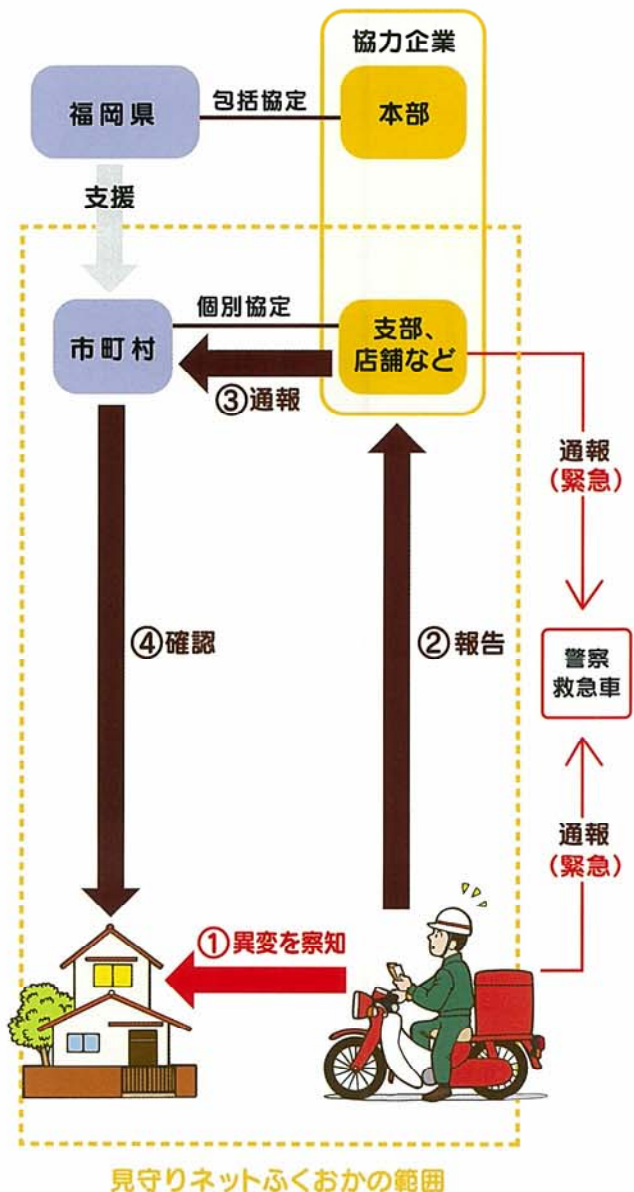 協力企業
福岡県
包括協定
本部
支援
市町村
個別協定
支部、
店舗など
③通報
通報
(緊急)
④確認
②報告
警察
救急車
通報
(緊急)
①異変を察知
見守りネットふくおかの範囲